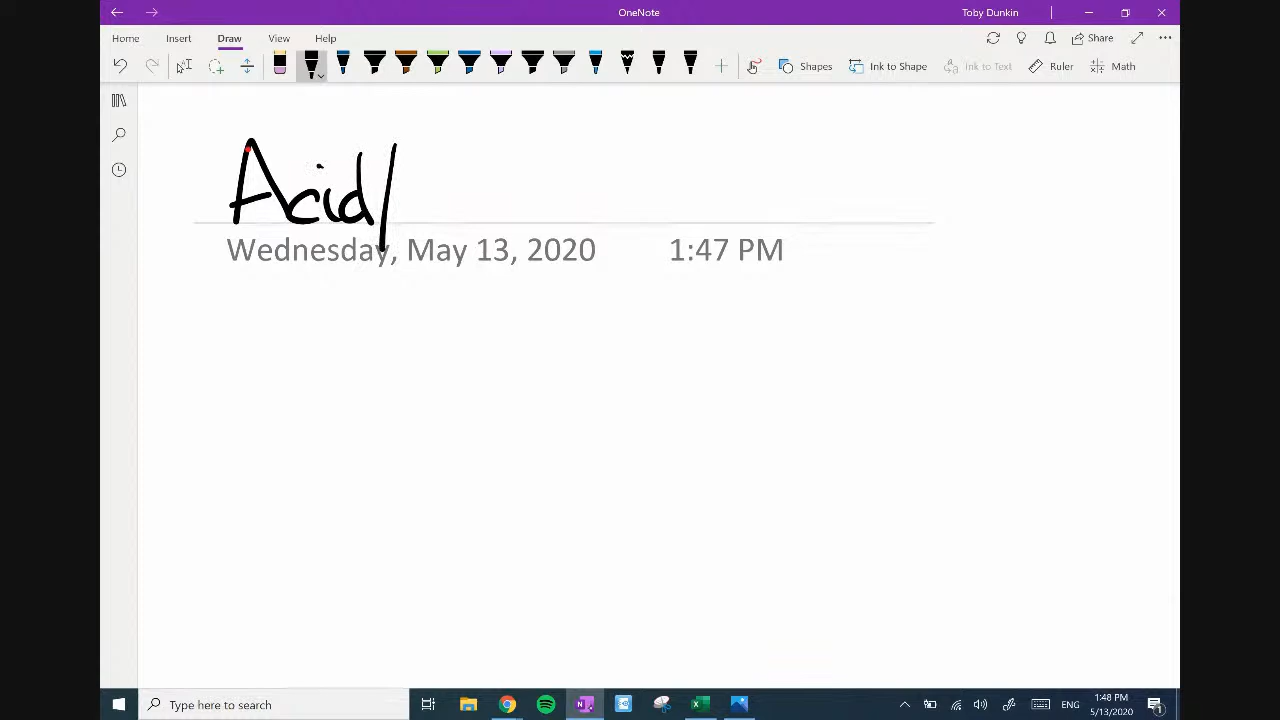 OneNote
Toby Dunkin
Home Insert Draw View Help
Share
Shapes Ink to Shape Ink to Text Ruler Math
Acid/
Wednesday, May 13, 2020 1:47 PM
Type here to search
ENG
1:48 PM
5/13/2020
1